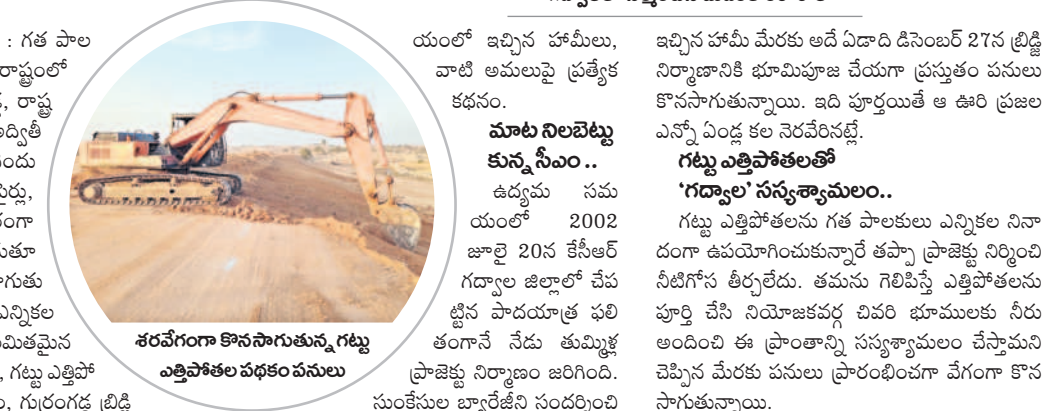 : గత పాల
రాష్ట్రంలో
రాష్ట్ర
అద్వితీ
రంగా
ఎన్నికల
మితమైన
గట్టు ఎత్తిపో
గుర్రంగడ్డ బ్రిడ్జి
శరవేగంగా కొనసాగుతున్న గట్టు
ఎత్తిపోతల పథకం పనులు
యంలో ఇచ్చిన హామీలు,
వాటి అమలుపై ప్రత్యేక
కథనం.
మాట నిలబెట్టు
కున్న సీఎం..
ఉద్యమ సమ
యంలో 2002
జూలై 20న కేసీఆర్
గద్వాల జిల్లాలో చేప
ట్టిన పాదయాత్ర ఫలి
తంగానే నేడు తుమ్మిళ్ల
ప్రాజెక్టు నిర్మాణం జరిగింది.
సుంకేసుల బ్యారేజీని సందర్శించి
ఇచ్చిన హామీ మేరకు అదే ఏడాది డిసెంబర్ 27న బ్రిడ్జి
నిర్మాణానికి భూమిపూజ చేయగా ప్రస్తుతం పనులు
కొనసాగుతున్నాయి. ఇది పూర్తయితే ఆ ఊరి ప్రజల
ఎన్నో ఏండ్ల కల నెరవేరినట్లే.
గట్టు ఎత్తిపోతలతో
‘గద్వాల’ సస్యశ్యామలం..
గట్టు ఎత్తిపోతలను గత పాలకులు ఎన్నికల నినా
దంగా ఉపయోగించుకున్నారే తప్పా ప్రాజెక్టు నిర్మించి
నీటిగోస తీర్చలేదు. తమను గెలిపిస్తే ఎత్తిపోతలను
పూర్తి చేసి నియోజకవర్గ చివరి భూములకు నీరు
అందించి ఈ ప్రాంతాన్ని సస్యశ్యామలం చేస్తామని
చెప్పిన మేరకు పనులు ప్రారంభించగా వేగంగా కొన
సాగుతున్నాయి.